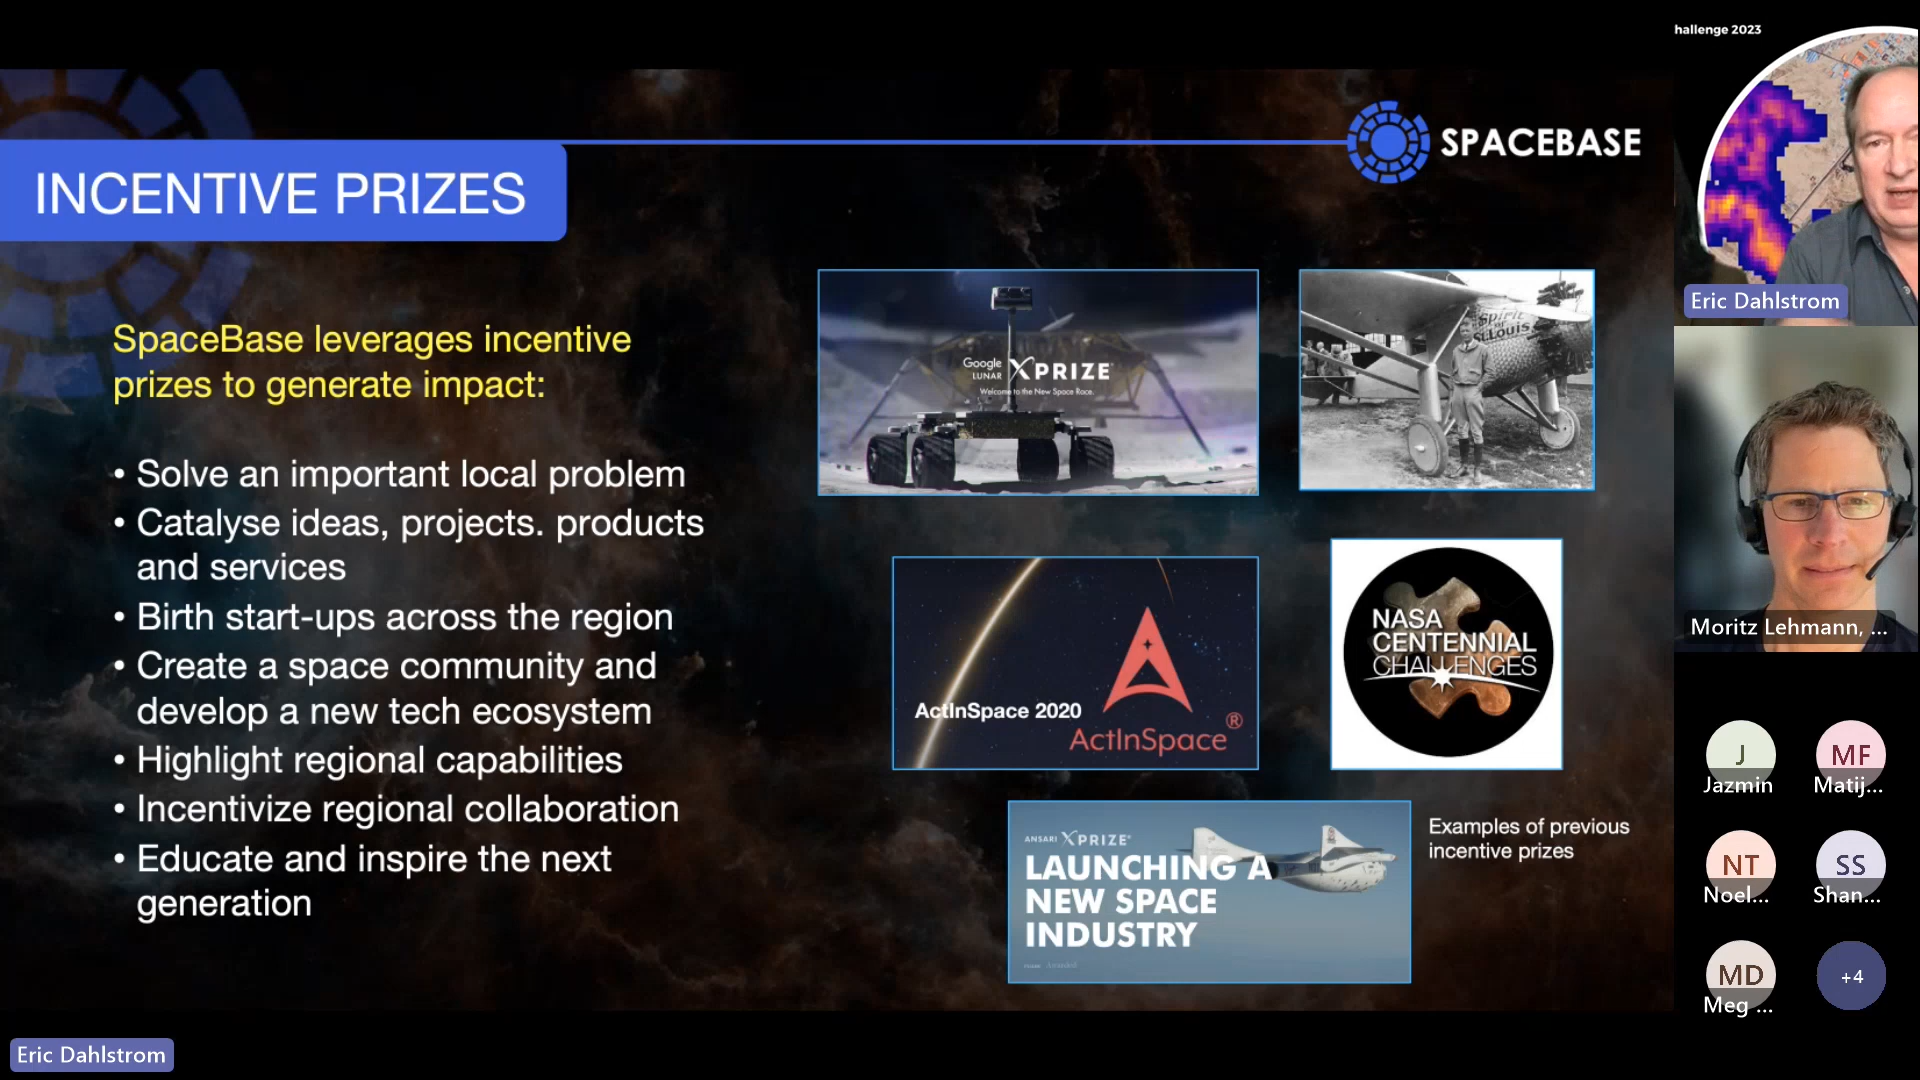 hallenge 2023
SPACEBASE
INCENTIVE PRIZES
SpaceBase leverages incentive
prizes to generate impact:
• Solve an important local problem
• Catalyse ideas, projects. products
and services
• Birth start-ups across the region
• Create a space community and
develop a new tech ecosystem
• Highlight regional capabilities
• Incentivize regional collaboration
• Educate and inspire the next
generation
Google
LUNAR
XPRIZE
Welcome to the New Space Race.
Spirit
St. Louis
ActInSpace 2020
ActInSpace®
NASA
CENTENNIAL
CHALLENGES
ANSARI XPRIZE
LAUNCHING A
NEW SPACE
INDUSTRY
Awarded
Examples of previous
incentive prizes
Eric Dahlstrom
Moritz Lehmann, ...
J
Jazmin
MF
Matij...
NT
Noel...
SS
Shan...
MD
Meg ...
+4
Eric Dahlstrom